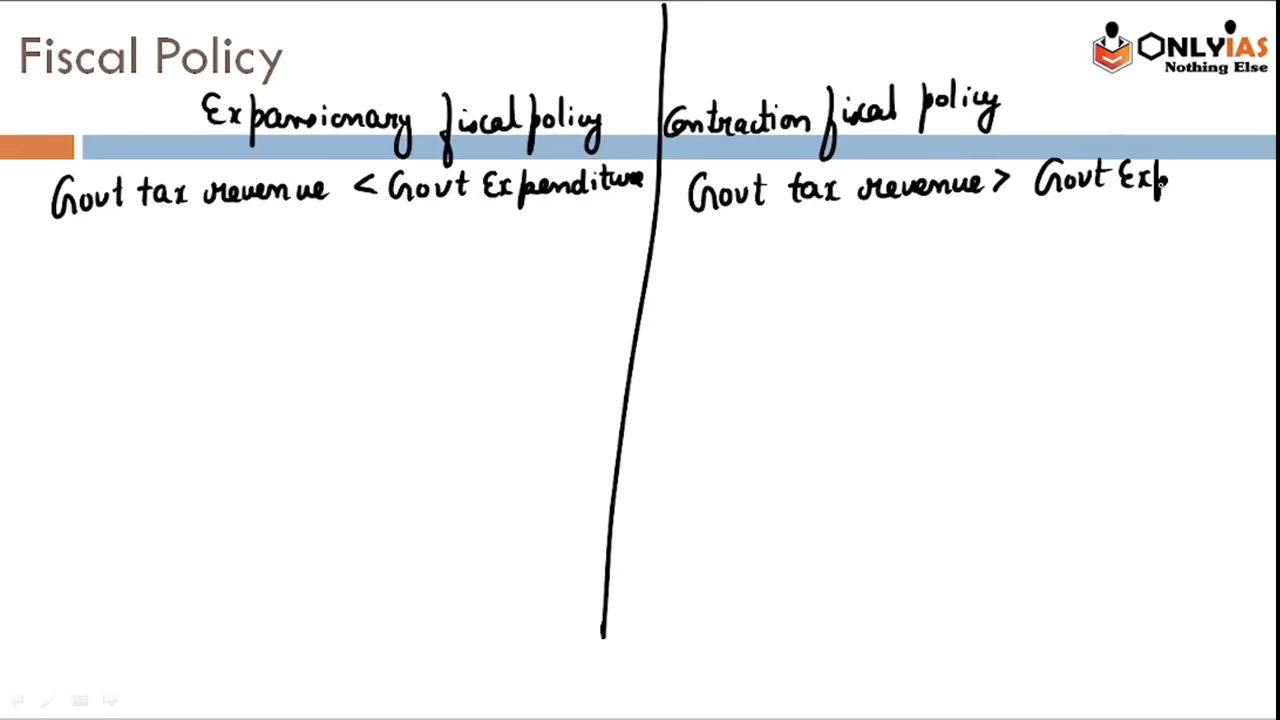 Fiscal Policy
ONLYIAS
Nothing Else
Expansionary fiscal policy
Contraction fiscal policy
Govt tax revenue < Govt Expenditure
Govt tax revenue > Govt Exp